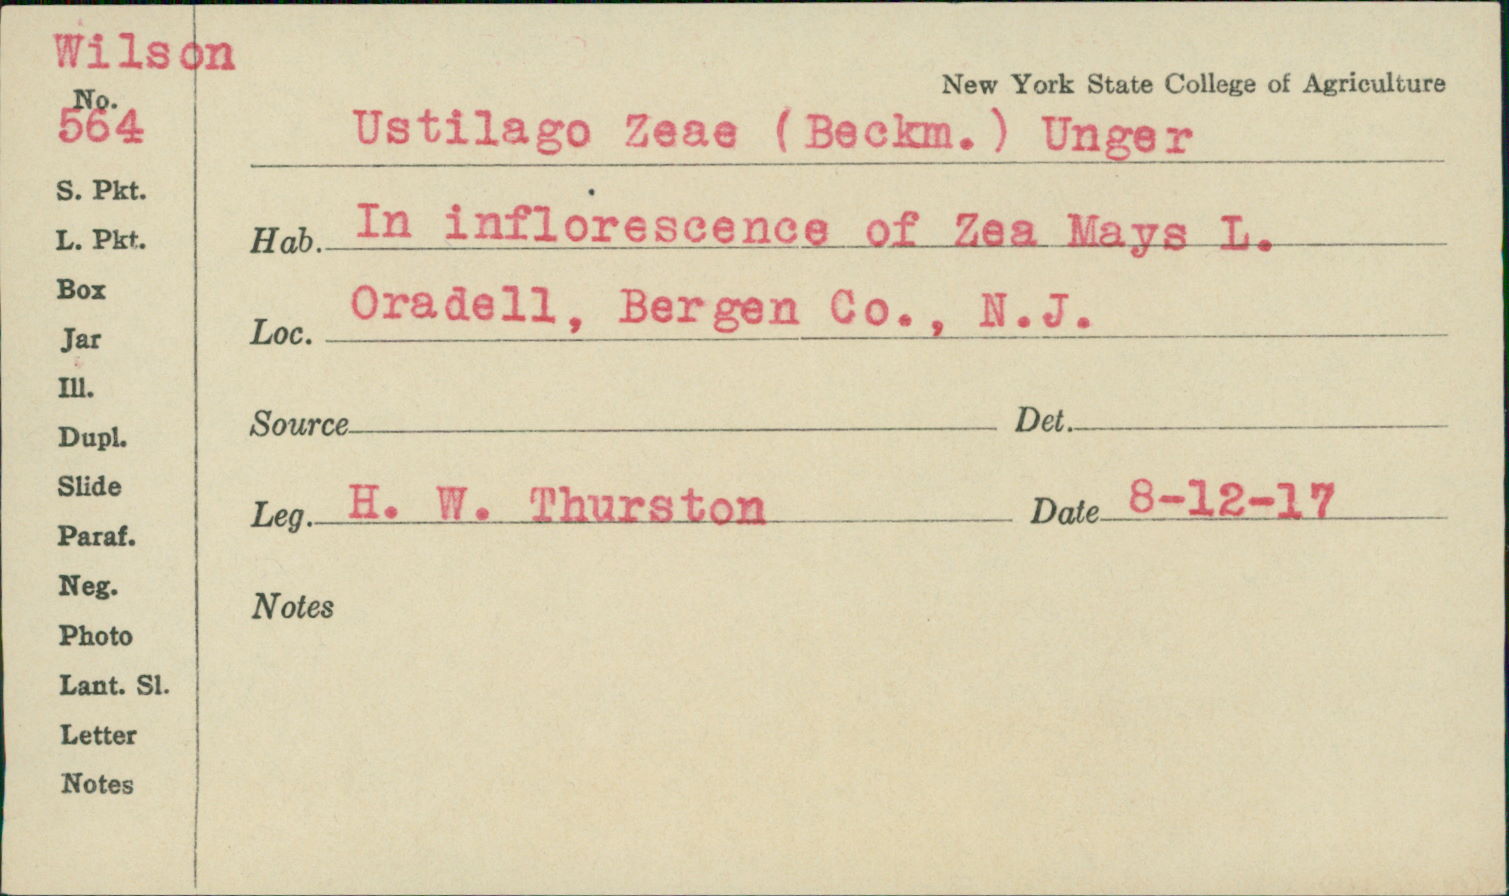 Wilson
New York State College of Agriculture
No.
564
Ustilago Zeae (Beckm.) Unger
S. Pkt.
L. Pkt.
Hab. In inflorescence of Zea Mays L.
Box
Jar
Loc. Oradell, Bergen Co., N.J.
Ill.
Dupl.
Source Det.
Slide
Leg. H. W. Thurston Date 8-12-17
Paraf.
Neg.
Notes
Photo
Lant. Sl.
Letter
Notes